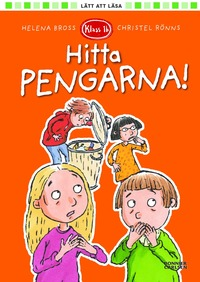 LÄTT ATT LÄSA
HELENA BROSS
Klass 1b
CHRISTEL RÖNNS
Hitta
PENGARNA!
BONNIER
CARLSEN